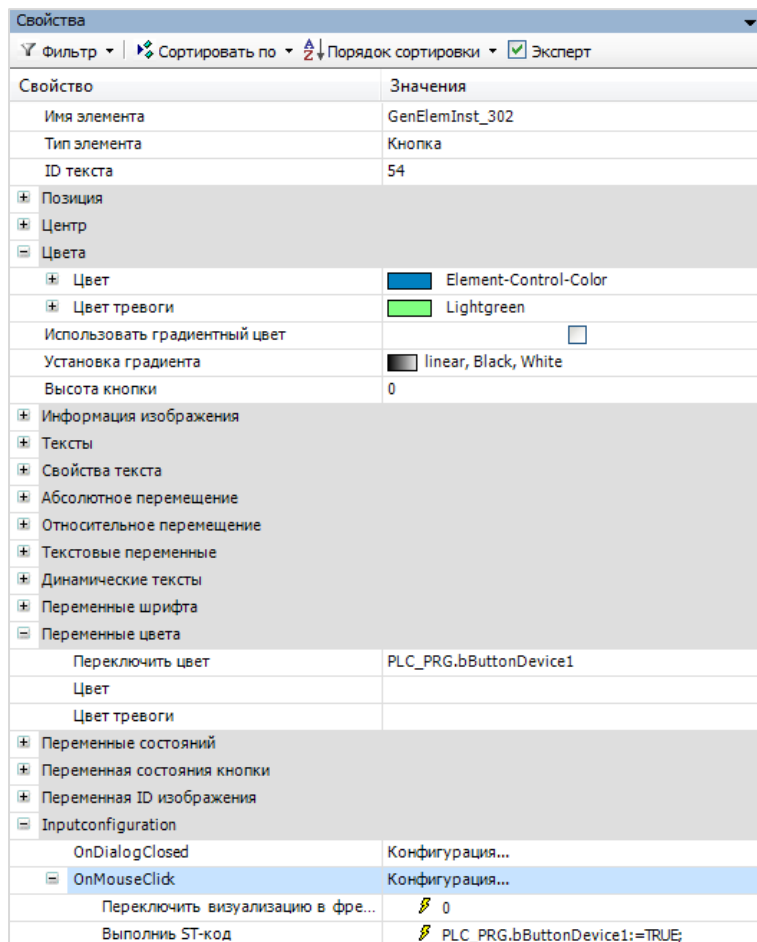 Свойства
Фильтр Сортировать по Порядок сортировки Эксперт
Свойство Значения
Имя элемента GenElemInst_302
Тип элемента Кнопка
ID текста 54
Позиция
Центр
Цвета
Цвет Element-Control-Color
Цвет тревоги Lightgreen
Использовать градиентный цвет
Установка градиента linear, Black, White
Высота кнопки 0
Информация изображения
Тексты
Свойства текста
Абсолютное перемещение
Относительное перемещение
Текстовые переменные
Динамические тексты
Переменные шрифта
Переменные цвета
Переключить цвет PLC_PRG.bButtonDevice1
Цвет
Цвет тревоги
Переменные состояний
Переменная состояния кнопки
Переменная ID изображения
Inputconfiguration
OnDialogClosed Конфигурация...
OnMouseClick Конфигурация...
Переключить визуализацию в фре... 0
Выполниь ST-код PLC_PRG.bButtonDevice1:=TRUE;